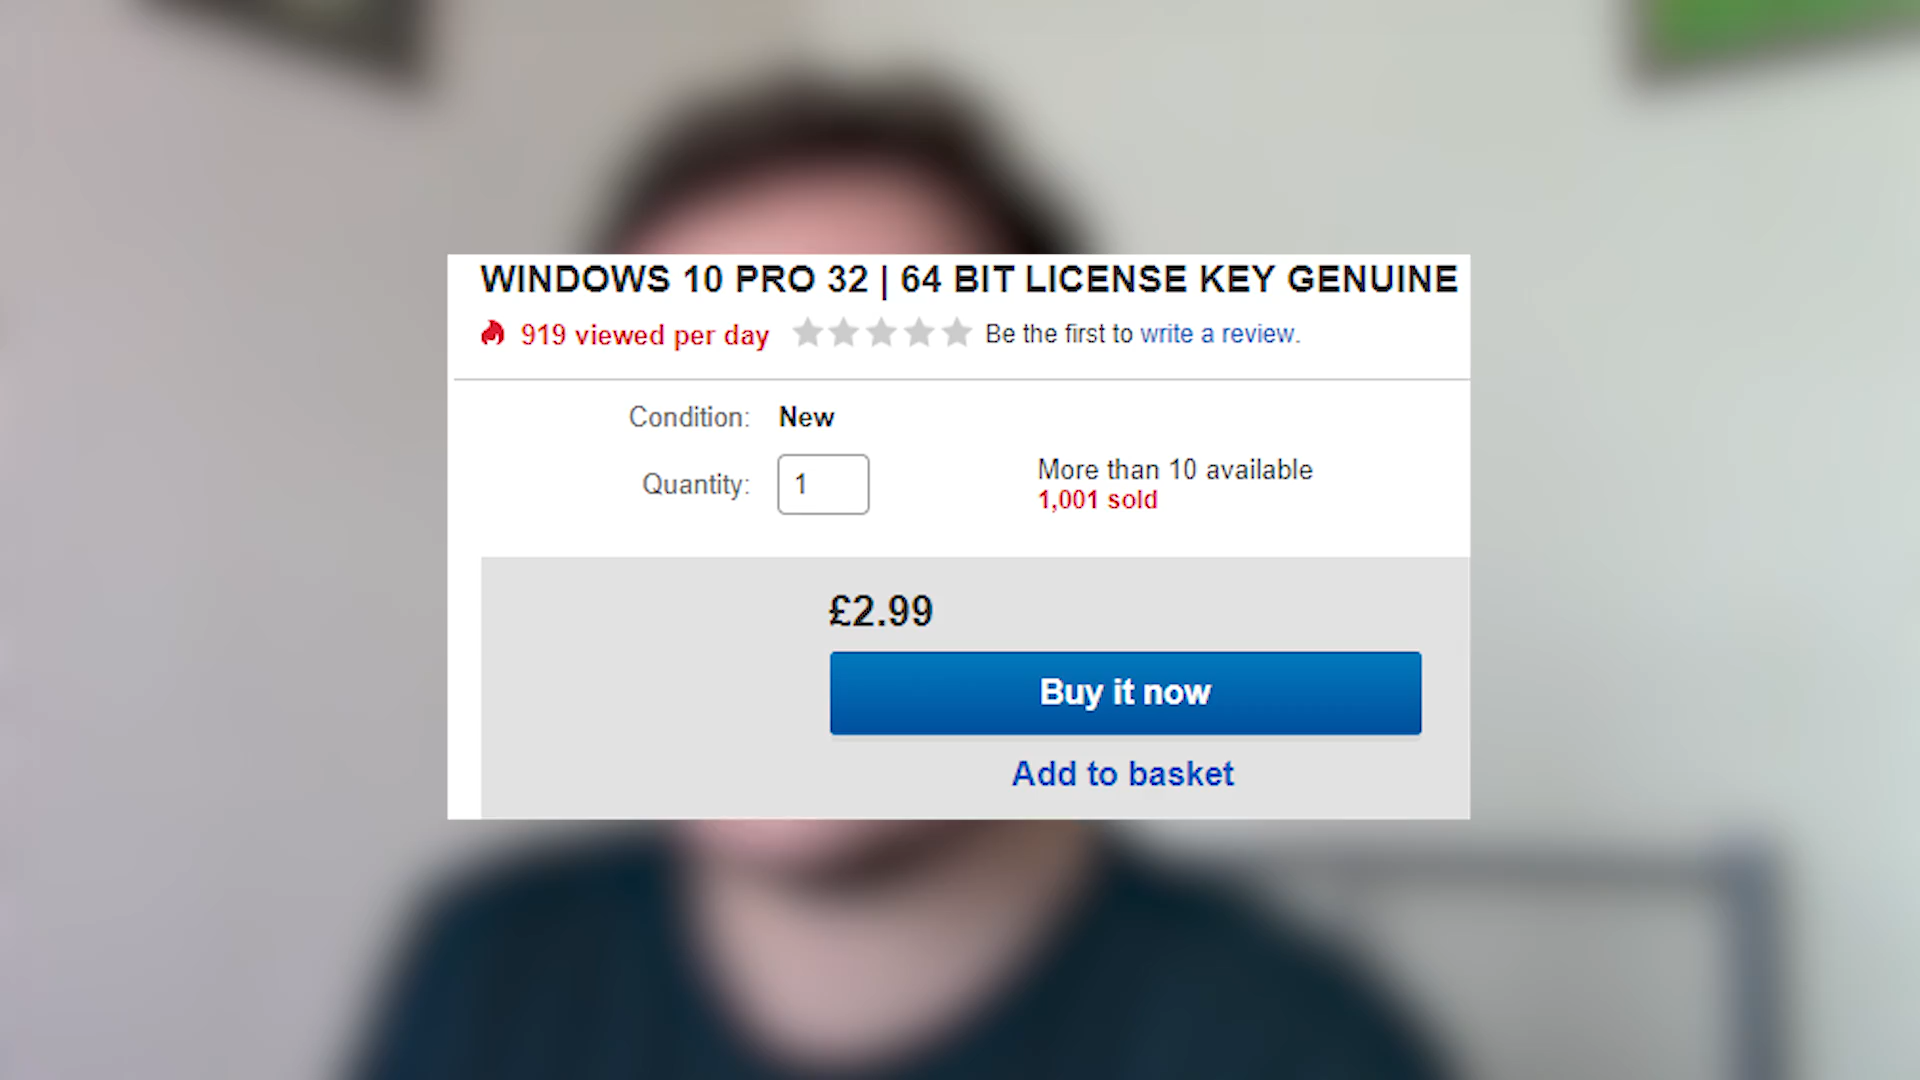 WINDOWS 10 PRO 32 | 64 BIT LICENSE KEY GENUINE
919 viewed per day Be the first to write a review.
Condition: New
Quantity: 1 More than 10 available
1,001 sold
£2.99
Buy it now
Add to basket